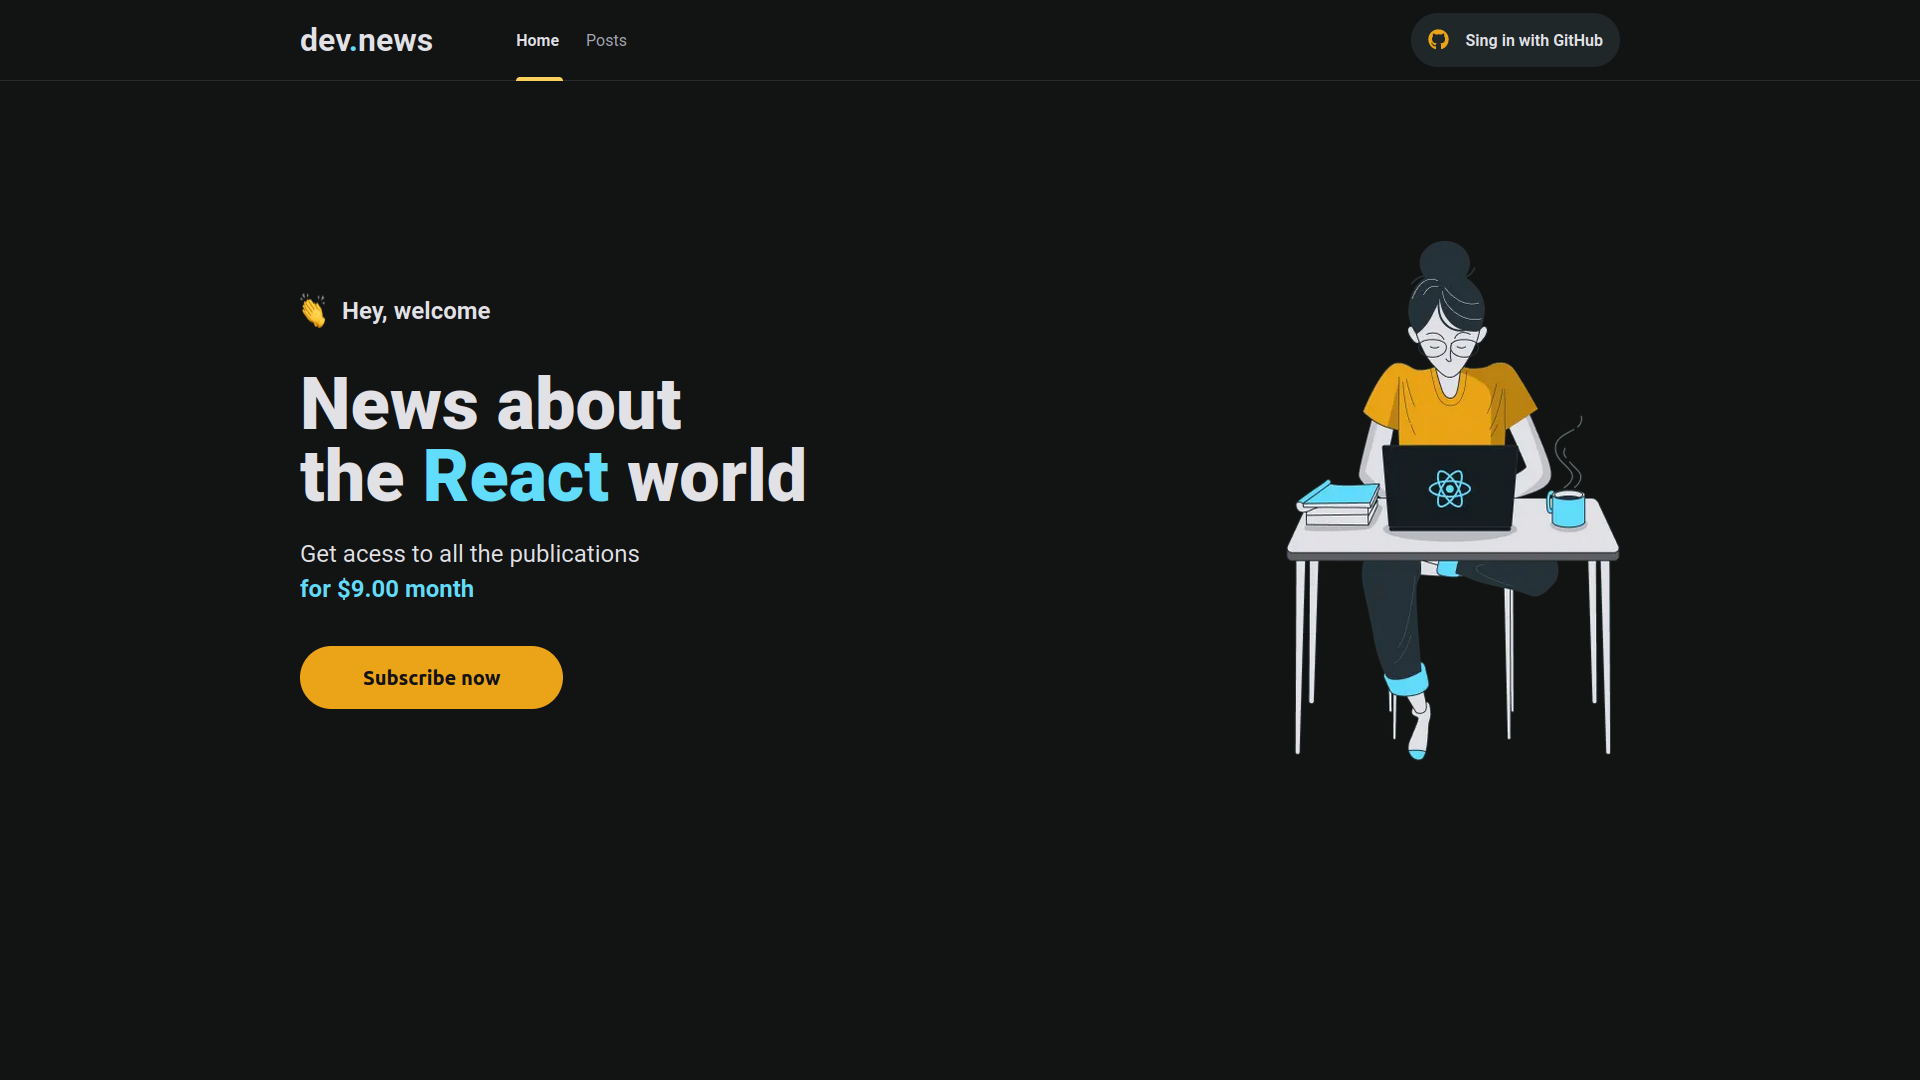 dev.news
Home
Posts
Sing in with GitHub
👏 Hey, welcome
News about
the React world
Get acess to all the publications
for $9.00 month
Subscribe now